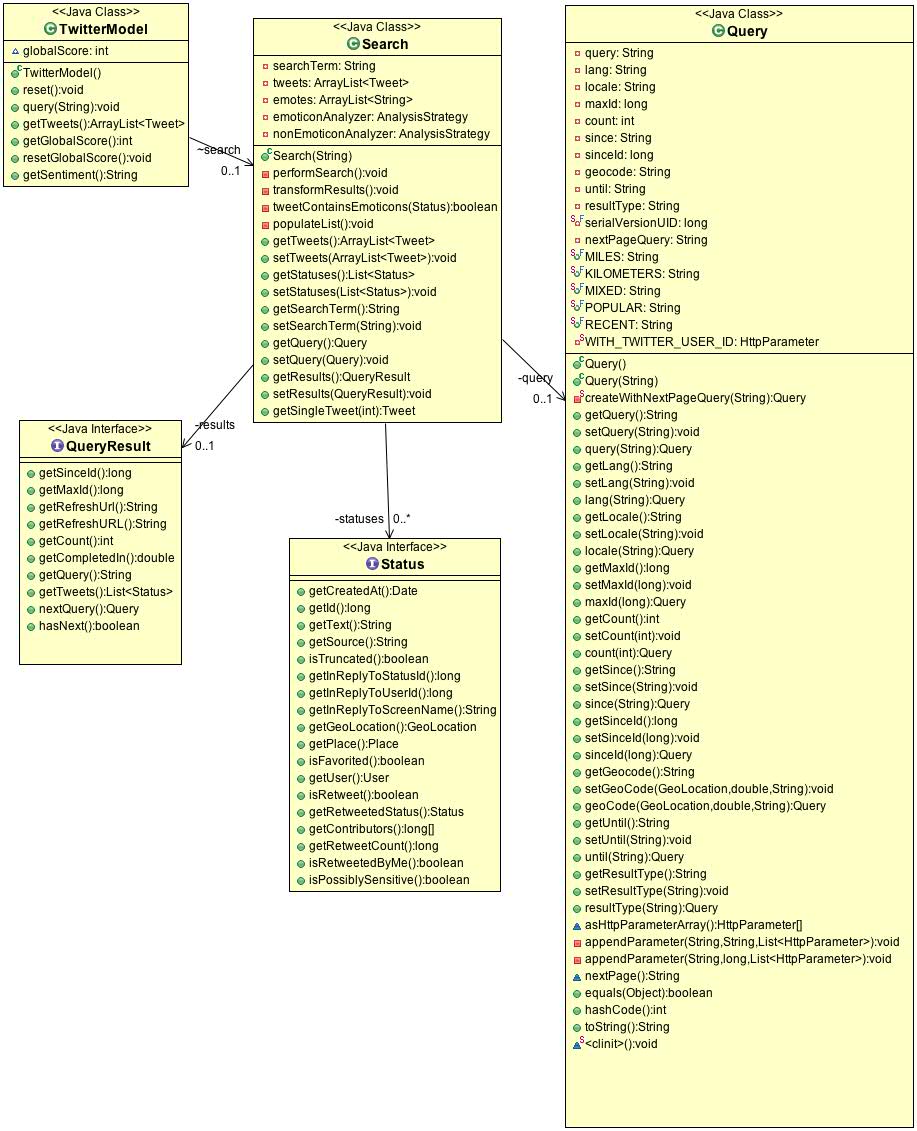 <<Java Class>>
TwitterModel
globalScore: int
TwitterModel()
reset():void
query(String):void
getTweets():ArrayList<Tweet>
getGlobalScore():int
resetGlobalScore():void
getSentiment():String
~search
0..1
<<Java Class>>
Search
searchTerm: String
tweets: ArrayList<Tweet>
emotes: ArrayList<String>
emoticonAnalyzer: AnalysisStrategy
nonEmoticonAnalyzer: AnalysisStrategy
Search(String)
performSearch():void
transformResults():void
tweetContainsEmoticons(Status):boolean
populateList():void
getTweets():ArrayList<Tweet>
setTweets(ArrayList<Tweet>):void
getStatuses():List<Status>
setStatuses(List<Status>):void
getSearchTerm():String
setSearchTerm(String):void
getQuery():Query
setQuery(Query):void
getResults():QueryResult
setResults(QueryResult):void
getSingleTweet(int):Tweet
-results
0..1
-query
0..1
-statuses
0..*
<<Java Interface>>
QueryResult
getSinceId():long
getMaxId():long
getRefreshUrl():String
getRefreshURL():String
getCount():int
getCompletedIn():double
getQuery():String
getTweets():List<Status>
nextQuery():Query
hasNext():boolean
<<Java Interface>>
Status
getCreatedAt():Date
getId():long
getText():String
getSource():String
isTruncated():boolean
getInReplyToStatusId():long
getInReplyToUserId():long
getInReplyToScreenName():String
getGeoLocation():GeoLocation
getPlace():Place
isFavorited():boolean
getUser():User
isRetweet():boolean
getRetweetedStatus():Status
getContributors():long[]
getRetweetCount():long
isRetweetedByMe():boolean
isPossiblySensitive():boolean
<<Java Class>>
Query
query: String
lang: String
locale: String
maxId: long
count: int
since: String
sinceId: long
geocode: String
until: String
resultType: String
serialVersionUID: long
nextPageQuery: String
MILES: String
KILOMETERS: String
MIXED: String
POPULAR: String
RECENT: String
WITH_TWITTER_USER_ID: HttpParameter
Query()
Query(String)
createWithNextPageQuery(String):Query
getQuery():String
setQuery(String):void
query(String):Query
getLang():String
setLang(String):void
lang(String):Query
getLocale():String
setLocale(String):void
locale(String):Query
getMaxId():long
setMaxId(long):void
maxId(long):Query
getCount():int
setCount(int):void
count(int):Query
getSince():String
setSince(String):void
since(String):Query
getSinceId():long
setSinceId(long):void
sinceId(long):Query
getGeocode():String
setGeoCode(GeoLocation,double,String):void
geoCode(GeoLocation,double,String):Query
getUntil():String
setUntil(String):void
until(String):Query
getResultType():String
setResultType(String):void
resultType(String):Query
asHttpParameterArray():HttpParameter[]
appendParameter(String,String,List<HttpParameter>):void
appendParameter(String,long,List<HttpParameter>):void
nextPage():String
equals(Object):boolean
hashCode():int
toString():String
<clinit>():void